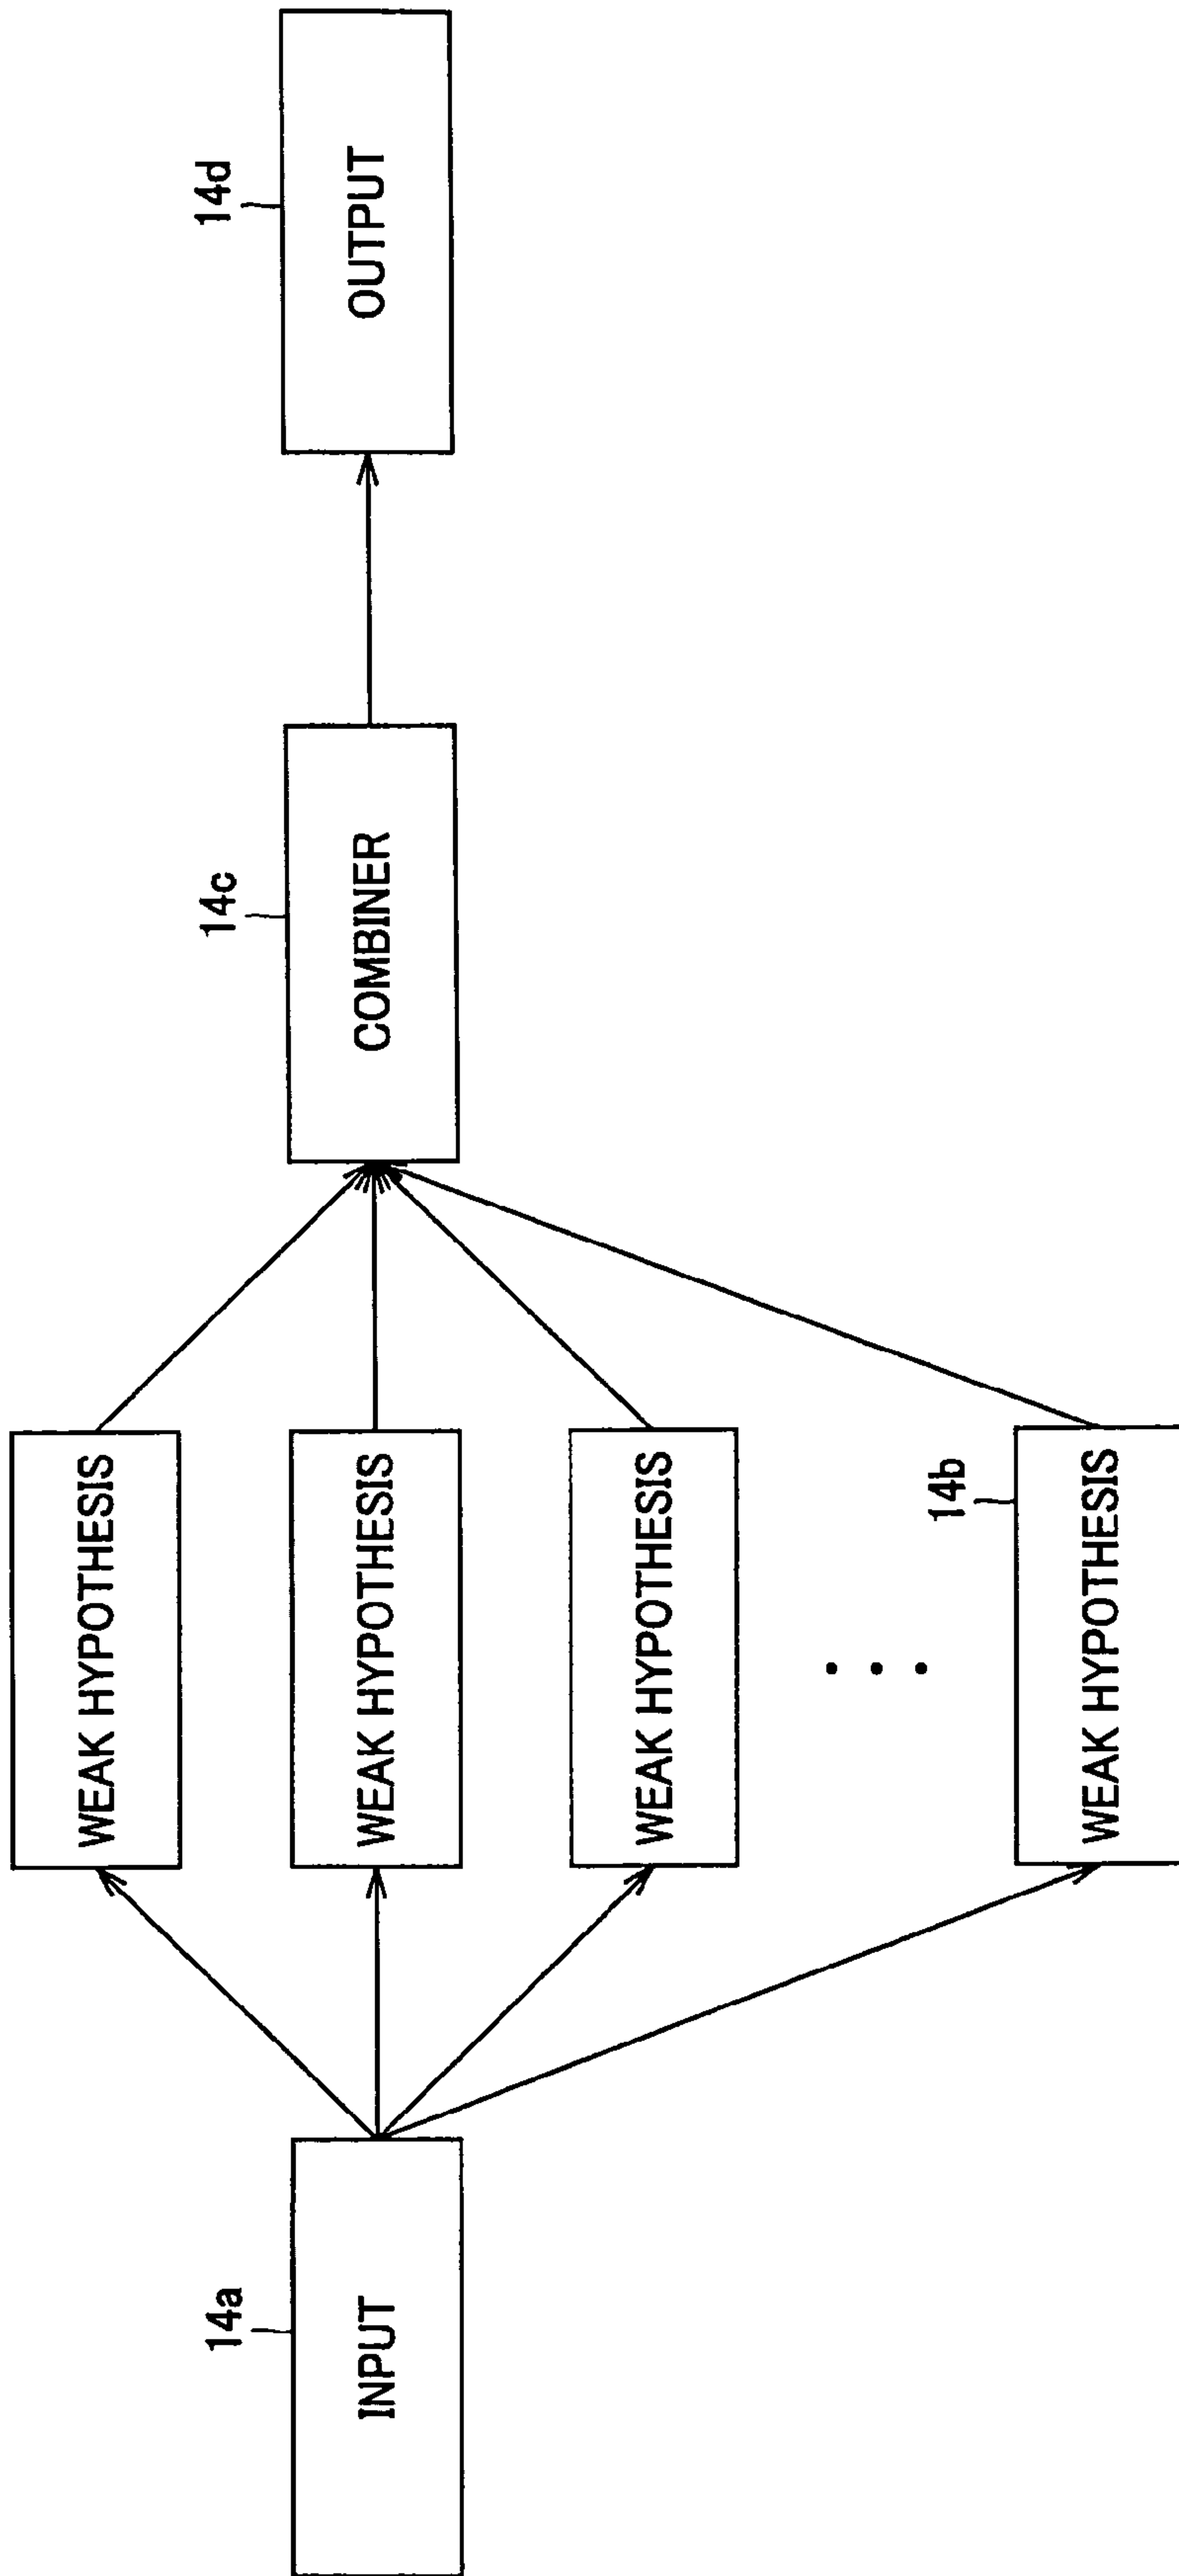 14a
INPUT
WEAK HYPOTHESIS
WEAK HYPOTHESIS
WEAK HYPOTHESIS
14b
WEAK HYPOTHESIS
14c
COMBINER
14d
OUTPUT